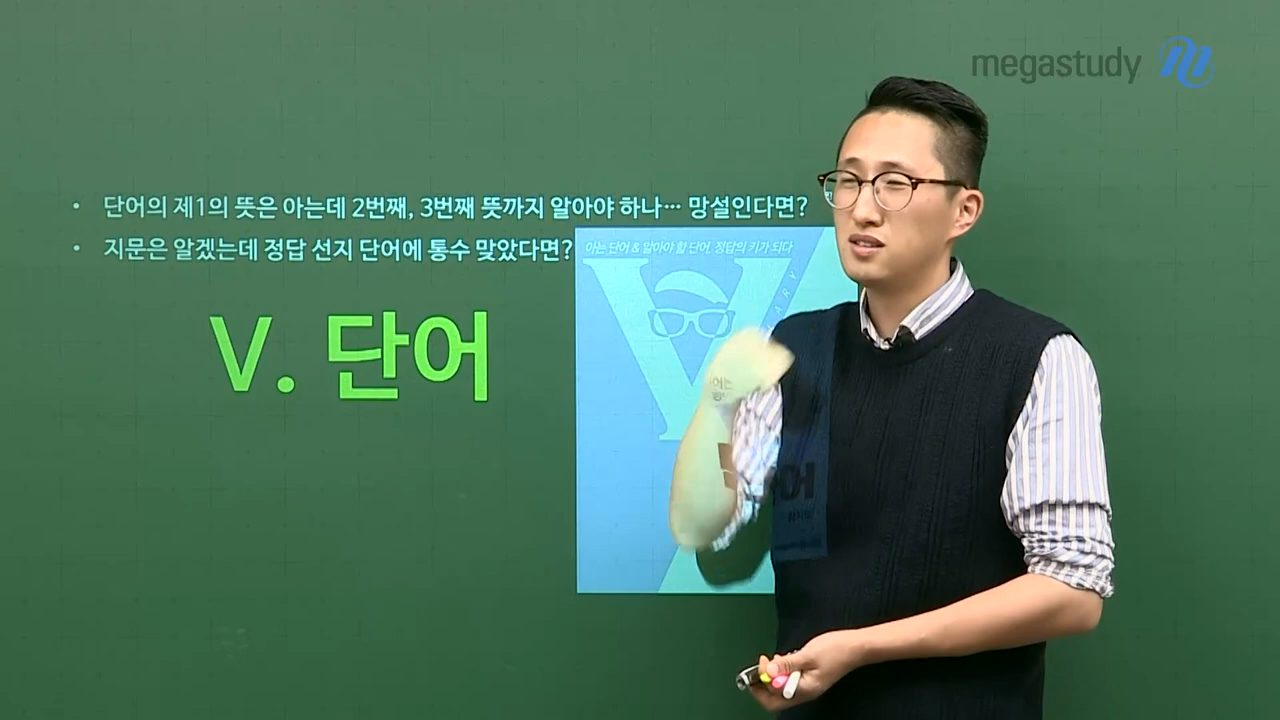 megastudy
• 단어의 제1의 뜻은 아는데 2번째, 3번째 뜻까지 알아야 하나… 망설인다면?
• 지문은 알겠는데 정답 선지 단어에 통수 맞았다면?
아는 단어 & 알아야 할 단어, 정답의 키가 되다
V. 단어